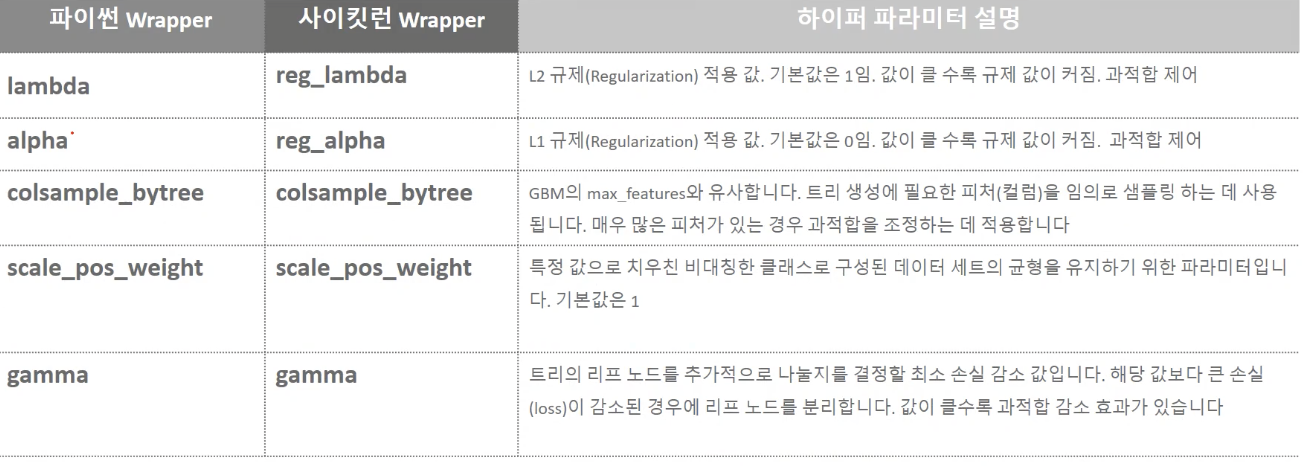 파이썬 Wrapper 사이킷런 Wrapper 하이퍼 파라미터 설명
lambda reg_lambda L2 규제(Regularization) 적용 값. 기본값은 1임. 값이 클 수록 규제 값이 커짐. 과적합 제어
alpha reg_alpha L1 규제(Regularization) 적용 값. 기본값은 0임. 값이 클 수록 규제 값이 커짐. 과적합 제어
colsample_bytree colsample_bytree GBM의 max_features와 유사합니다. 트리 생성에 필요한 피처(컬럼)을 임의로 샘플링 하는 데 사용
됩니다. 매우 많은 피처가 있는 경우 과적합을 조정하는 데 적용합니다
scale_pos_weight scale_pos_weight 특정 값으로 치우친 비대칭한 클래스로 구성된 데이터 세트의 균형을 유지하기 위한 파라미터입니
다. 기본값은 1
gamma gamma 트리의 리프 노드를 추가적으로 나눌지를 결정할 최소 손실 감소 값입니다. 해당 값보다 큰 손실
(loss)이 감소된 경우에 리프 노드를 분리합니다. 값이 클수록 과적합 감소 효과가 있습니다